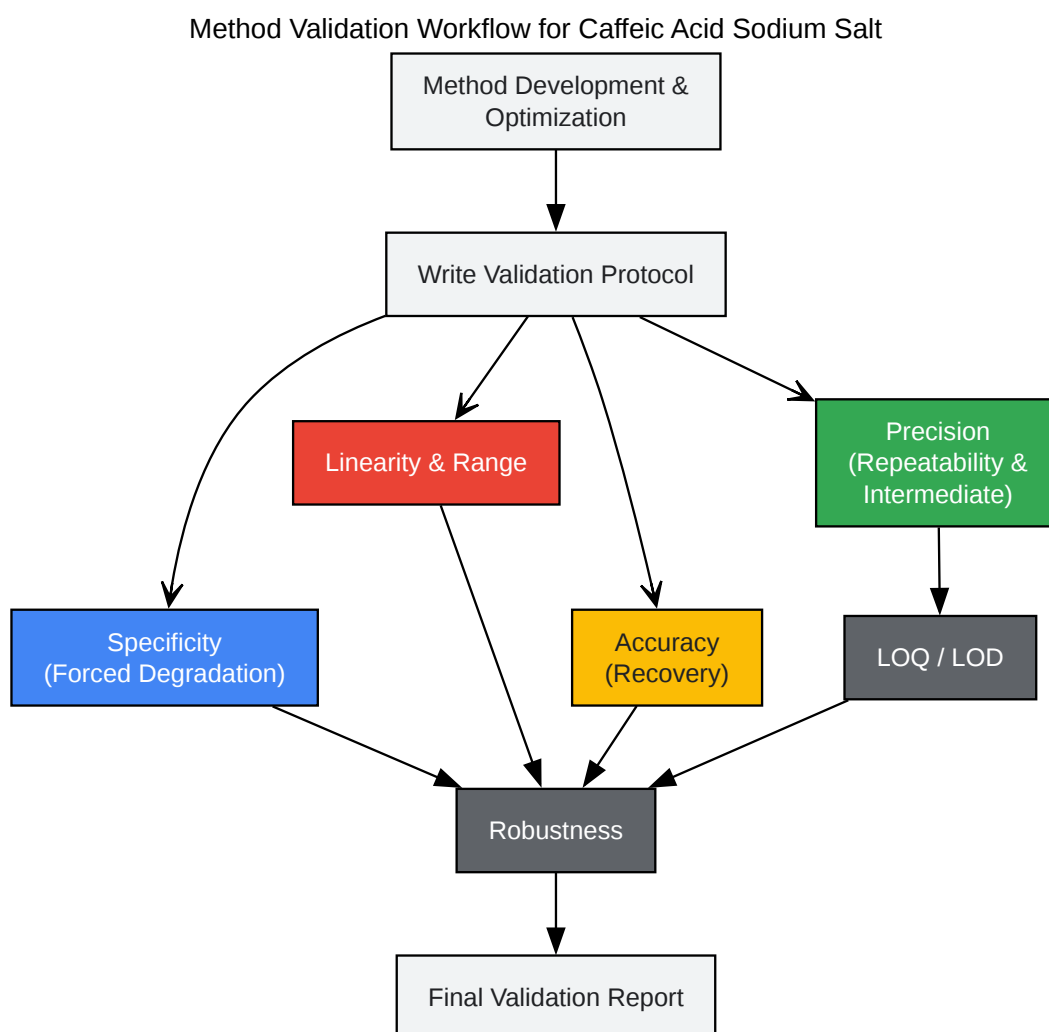 Method Validation Workflow for Caffeic Acid Sodium Salt
Method Development &
Optimization
Write Validation Protocol
Precision
(Repeatability &
Intermediate)
Linearity & Range
Specificity
(Forced Degradation)
Accuracy
(Recovery)
LOQ / LOD
Robustness
Final Validation Report